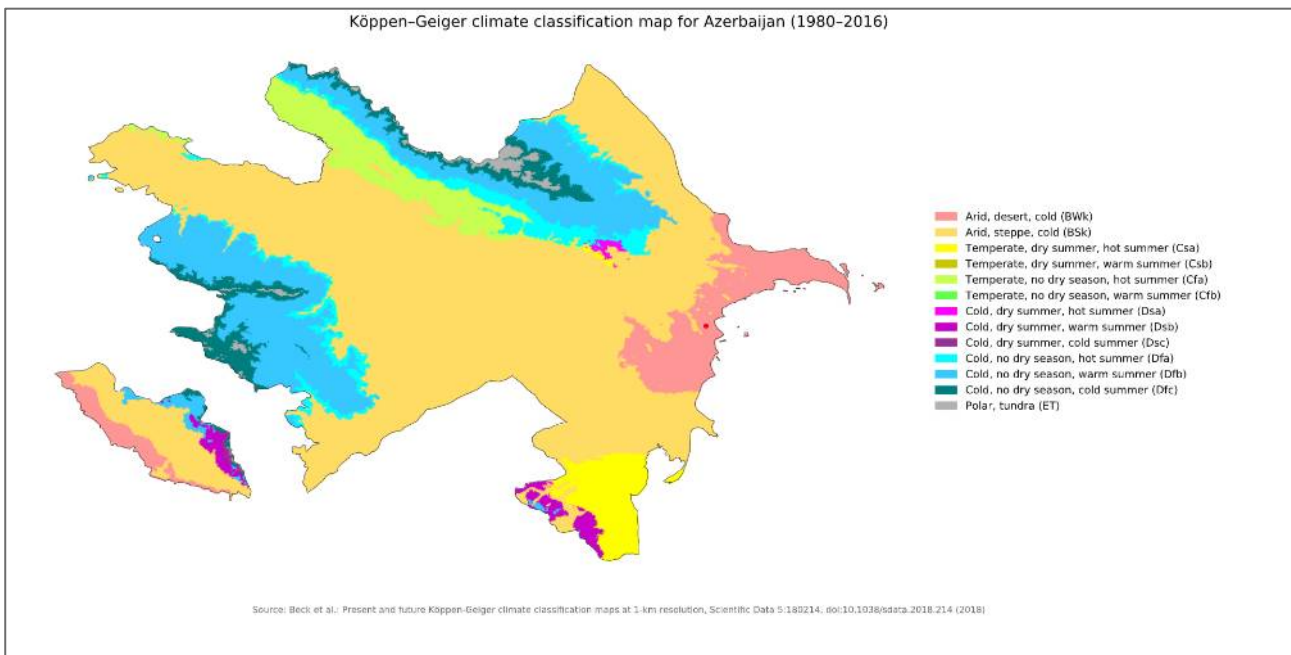 Köppen–Geiger climate classification map for Azerbaijan (1980–2016)
Arid, desert, cold (BWk)
Arid, steppe, cold (BSk)
Temperate, dry summer, hot summer (Csa)
Temperate, dry summer, warm summer (Csb)
Temperate, no dry season, hot summer (Cfa)
Temperate, no dry season, warm summer (Cfb)
Cold, dry summer, hot summer (Dsa)
Cold, dry summer, warm summer (Dsb)
Cold, dry summer, cold summer (Dsc)
Cold, no dry season, hot summer (Dfa)
Cold, no dry season, warm summer (Dfb)
Cold, no dry season, cold summer (Dfc)
Polar, tundra (ET)
Source: Beck et al.: Present and future Köppen-Geiger climate classification maps at 1-km resolution, Scientific Data 5:180214, doi:10.1038/sdata.2018.214 (2018)